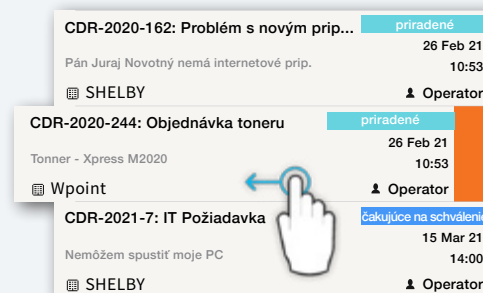 CDR-2020-162: Problém s novým prip...
priradené
26 Feb 21
Pán Juraj Novotný nemá internetové prip.
10:53
SHELBY
Operator
CDR-2020-244: Objednávka toneru
priradené
26 Feb 21
Tonner - Xpress M2020
10:53
Wpoint
Operator
CDR-2021-7: IT Požiadavka
čakujúce na schválenie
15 Mar 21
Nemôžem spustiť moje PC
14:00
SHELBY
Operator